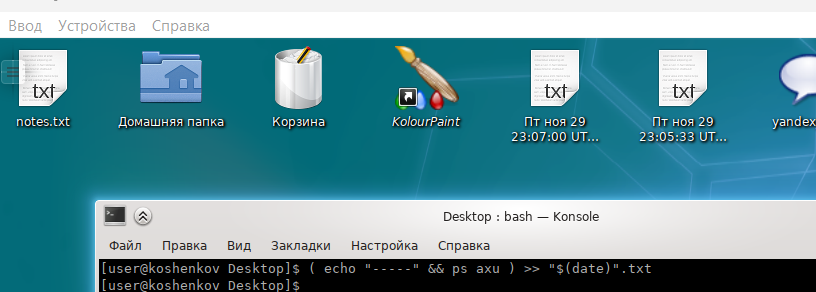 Ввод Устройства Справка
txt
txt
txt
notes.txt
Домашняя папка
Корзина
KolourPaint
Пт ноя 29
23:07:00 UT...
Пт ноя 29
23:05:33 UT...
yandex
Desktop : bash — Konsole
Файл Правка Вид Закладки Настройка Справка
[user@koshenkov Desktop]$ ( echo "-----" && ps axu ) >> "$(date)".txt
[user@koshenkov Desktop]$